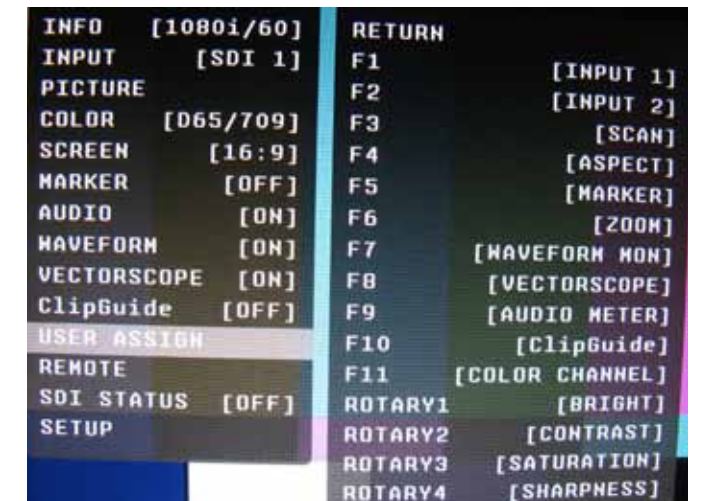 INFO [1080i/60]
INPUT [SDI 1]
PICTURE
COLOR [D65/709]
SCREEN [16:9]
MARKER [OFF]
AUDIO [ON]
WAVEFORM [ON]
VECTORSCOPE [ON]
ClipGuide [OFF]
USER ASSIGN
REMOTE
SDI STATUS [OFF]
SETUP
RETURN
F1 [INPUT 1]
F2 [INPUT 2]
F3 [SCAN]
F4 [ASPECT]
F5 [MARKER]
F6 [ZOOM]
F7 [WAVEFORM MON]
F8 [VECTORSCOPE]
F9 [AUDIO METER]
F10 [ClipGuide]
F11 [COLOR CHANNEL]
ROTARY1 [BRIGHT]
ROTARY2 [CONTRAST]
ROTARY3 [SATURATION]
ROTARY4 [SHARPNESS]